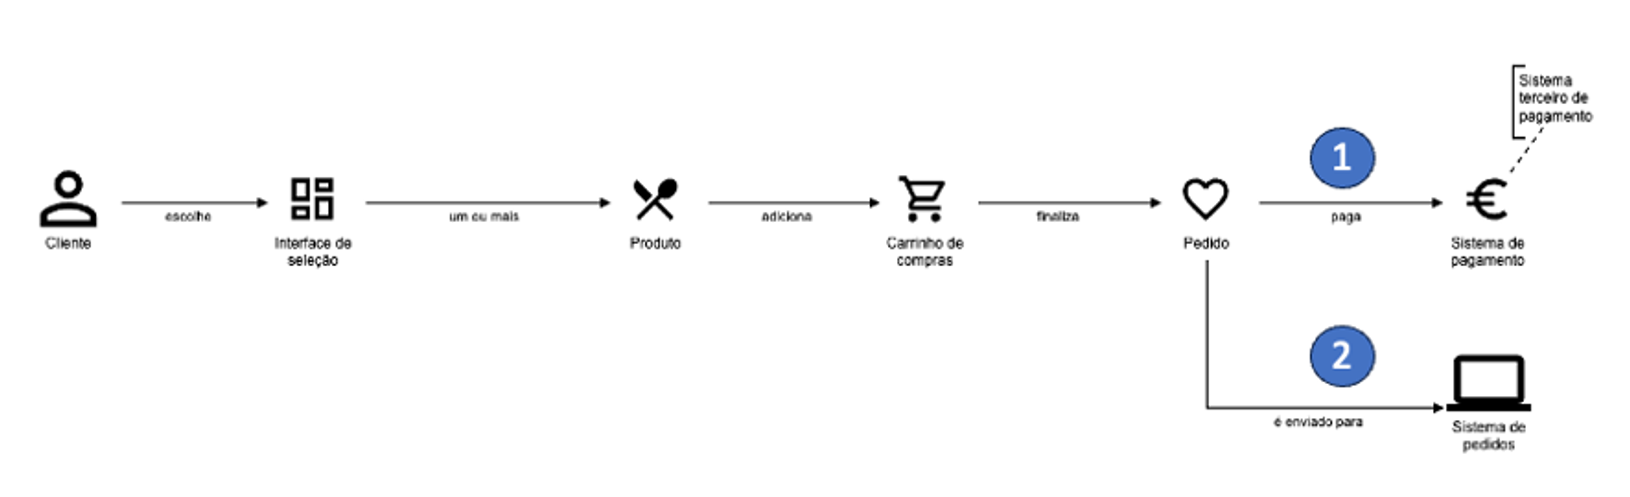 Sistema
terceiro de
pagamento
1
escolhe
um ou mais
adiciona
finaliza
paga
Cliente
Interface de
seleção
Produto
Carrinho de
compras
Pedido
Sistema de
pagamento
2
é enviado para
Sistema de
pedidos